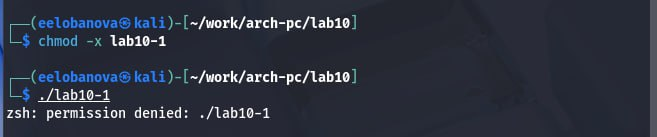 ┌──(eelobanova㉿kali)-[~/work/arch-pc/lab10]
└─$ chmod -x lab10-1
┌──(eelobanova㉿kali)-[~/work/arch-pc/lab10]
└─$ ./lab10-1
zsh: permission denied: ./lab10-1